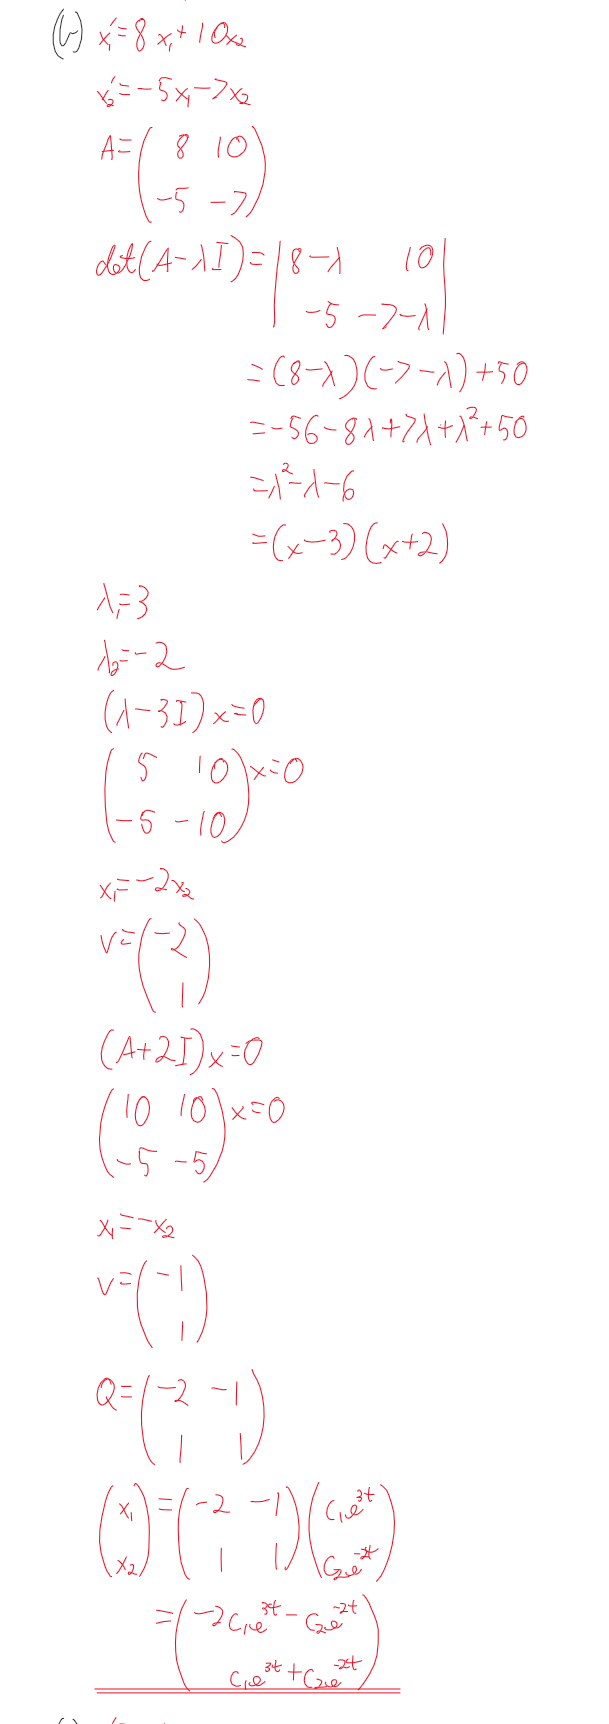 (b) x₁'=8x₁+10x₂
x₂'=-5x₁-7x₂
A=( 8 10
-5 -7 )
det(A-λI)=| 8-λ 10
-5 -7-λ |
=(8-λ)(-7-λ)+50
=-56-8λ+7λ+λ²+50
=λ²-λ-6
=(x-3)(x+2)
λ₁=3
λ₂=-2
(λ-3I)x=0
( 5 10
-5 -10 )x=0
x₁=-2x₂
v=( -2
1 )
(A+2I)x=0
( 10 10
-5 -5 )x=0
x₁=-x₂
v=( -1
1 )
Q=( -2 -1
1 1 )
( x₁
x₂ )=( -2 -1
1 1 )( c₁e^{3t}
c₂e^{-2t} )
=( -2c₁e^{3t}-c₂e^{-2t}
c₁e^{3t}+c₂e^{-2t} )